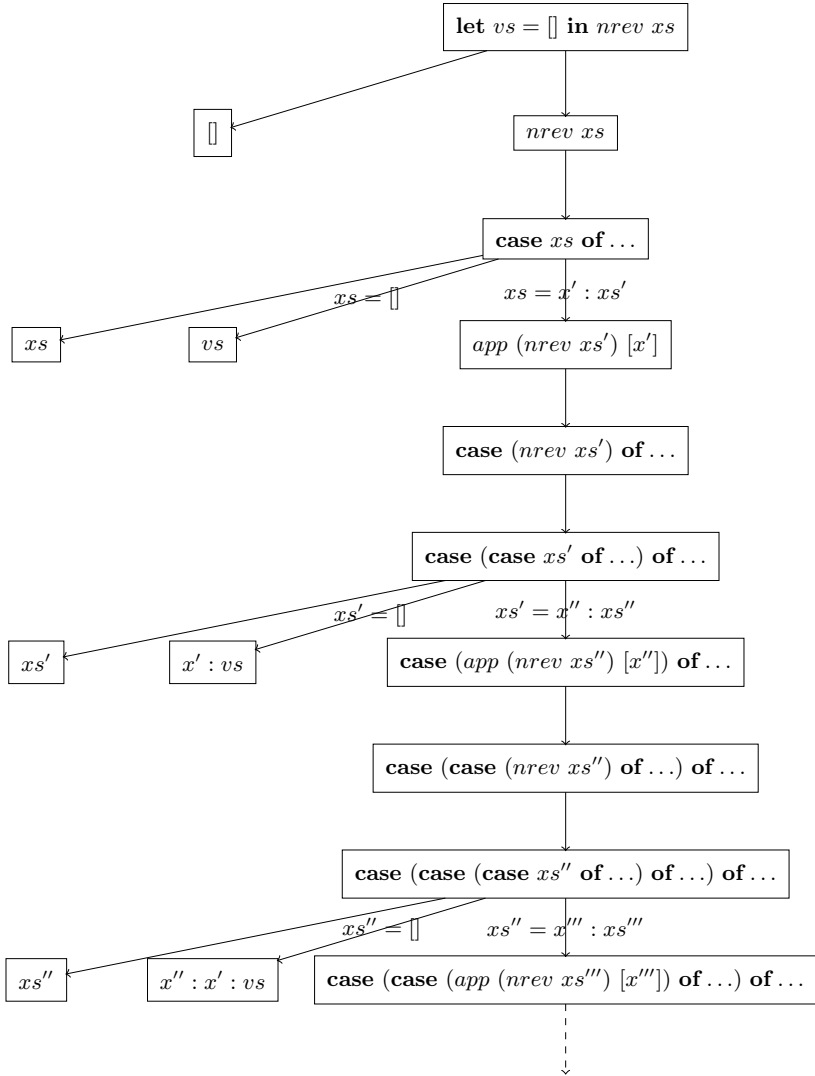 let vs = [] in nrev xs
[]
nrev xs
case xs of …
xs = []
xs = x′ : xs′
xs
vs
app (nrev xs′) [x′]
case (nrev xs′) of …
case (case xs′ of …) of …
xs′ = []
xs′ = x′′ : xs′′
xs′
x′ : vs
case (app (nrev xs′′) [x′′]) of …
case (case (nrev xs′′) of …) of …
case (case (case xs′′ of …) of …) of …
xs′′ = []
xs′′ = x′′′ : xs′′′
xs′′
x′′ : x′ : vs
case (case (app (nrev xs′′′) [x′′′]) of …) of …